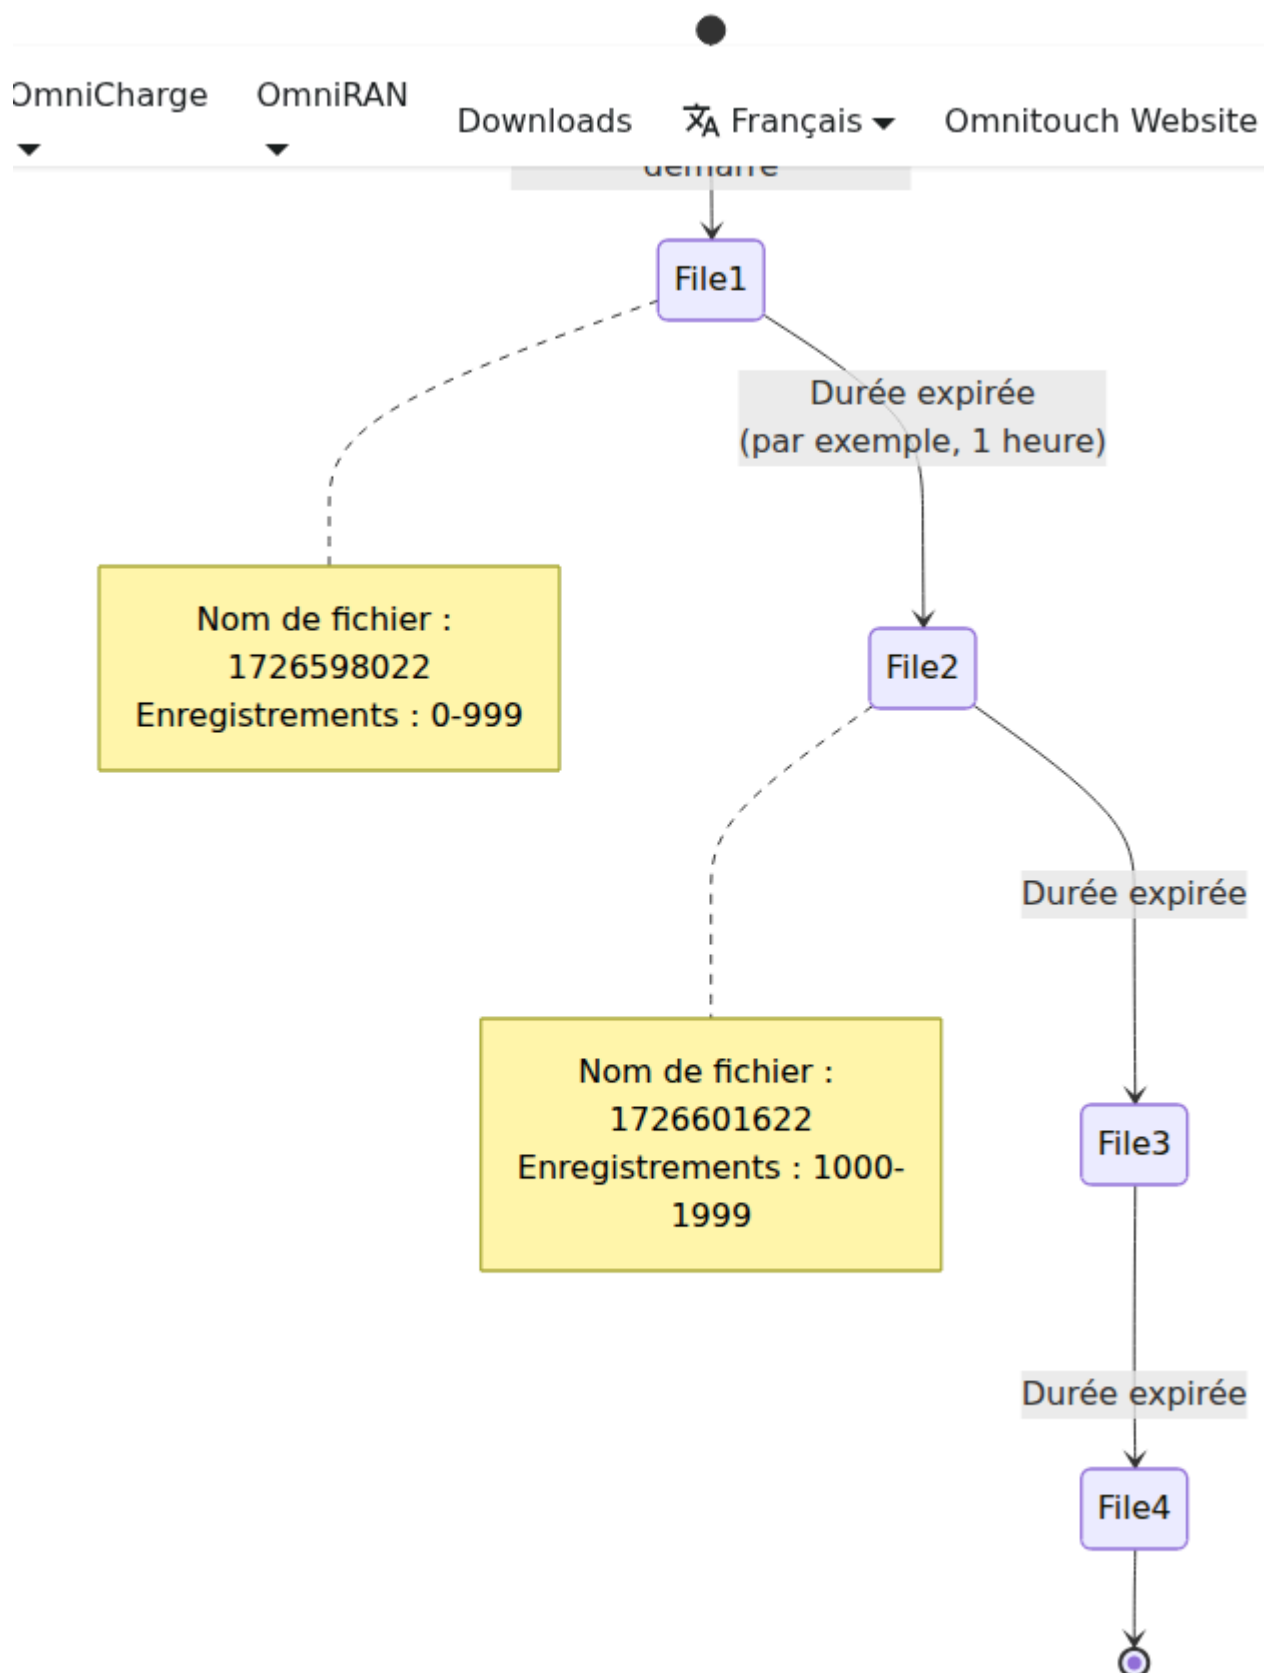 OmniCharge
OmniRAN
Downloads
Français
Omnitouch Website
démarre
File1
Durée expirée
(par exemple, 1 heure)
Nom de fichier :
1726598022
Enregistrements : 0-999
File2
Durée expirée
Nom de fichier :
1726601622
Enregistrements : 1000-
1999
File3
Durée expirée
File4